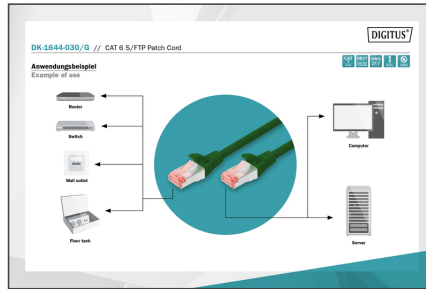 DIGITUS®
DK-1644-030/G // CAT 6 S/FTP Patch Cord
Anwendungsbeispiel
Example of use
Router
Switch
Wall outlet
Floor tank
Computer
Server